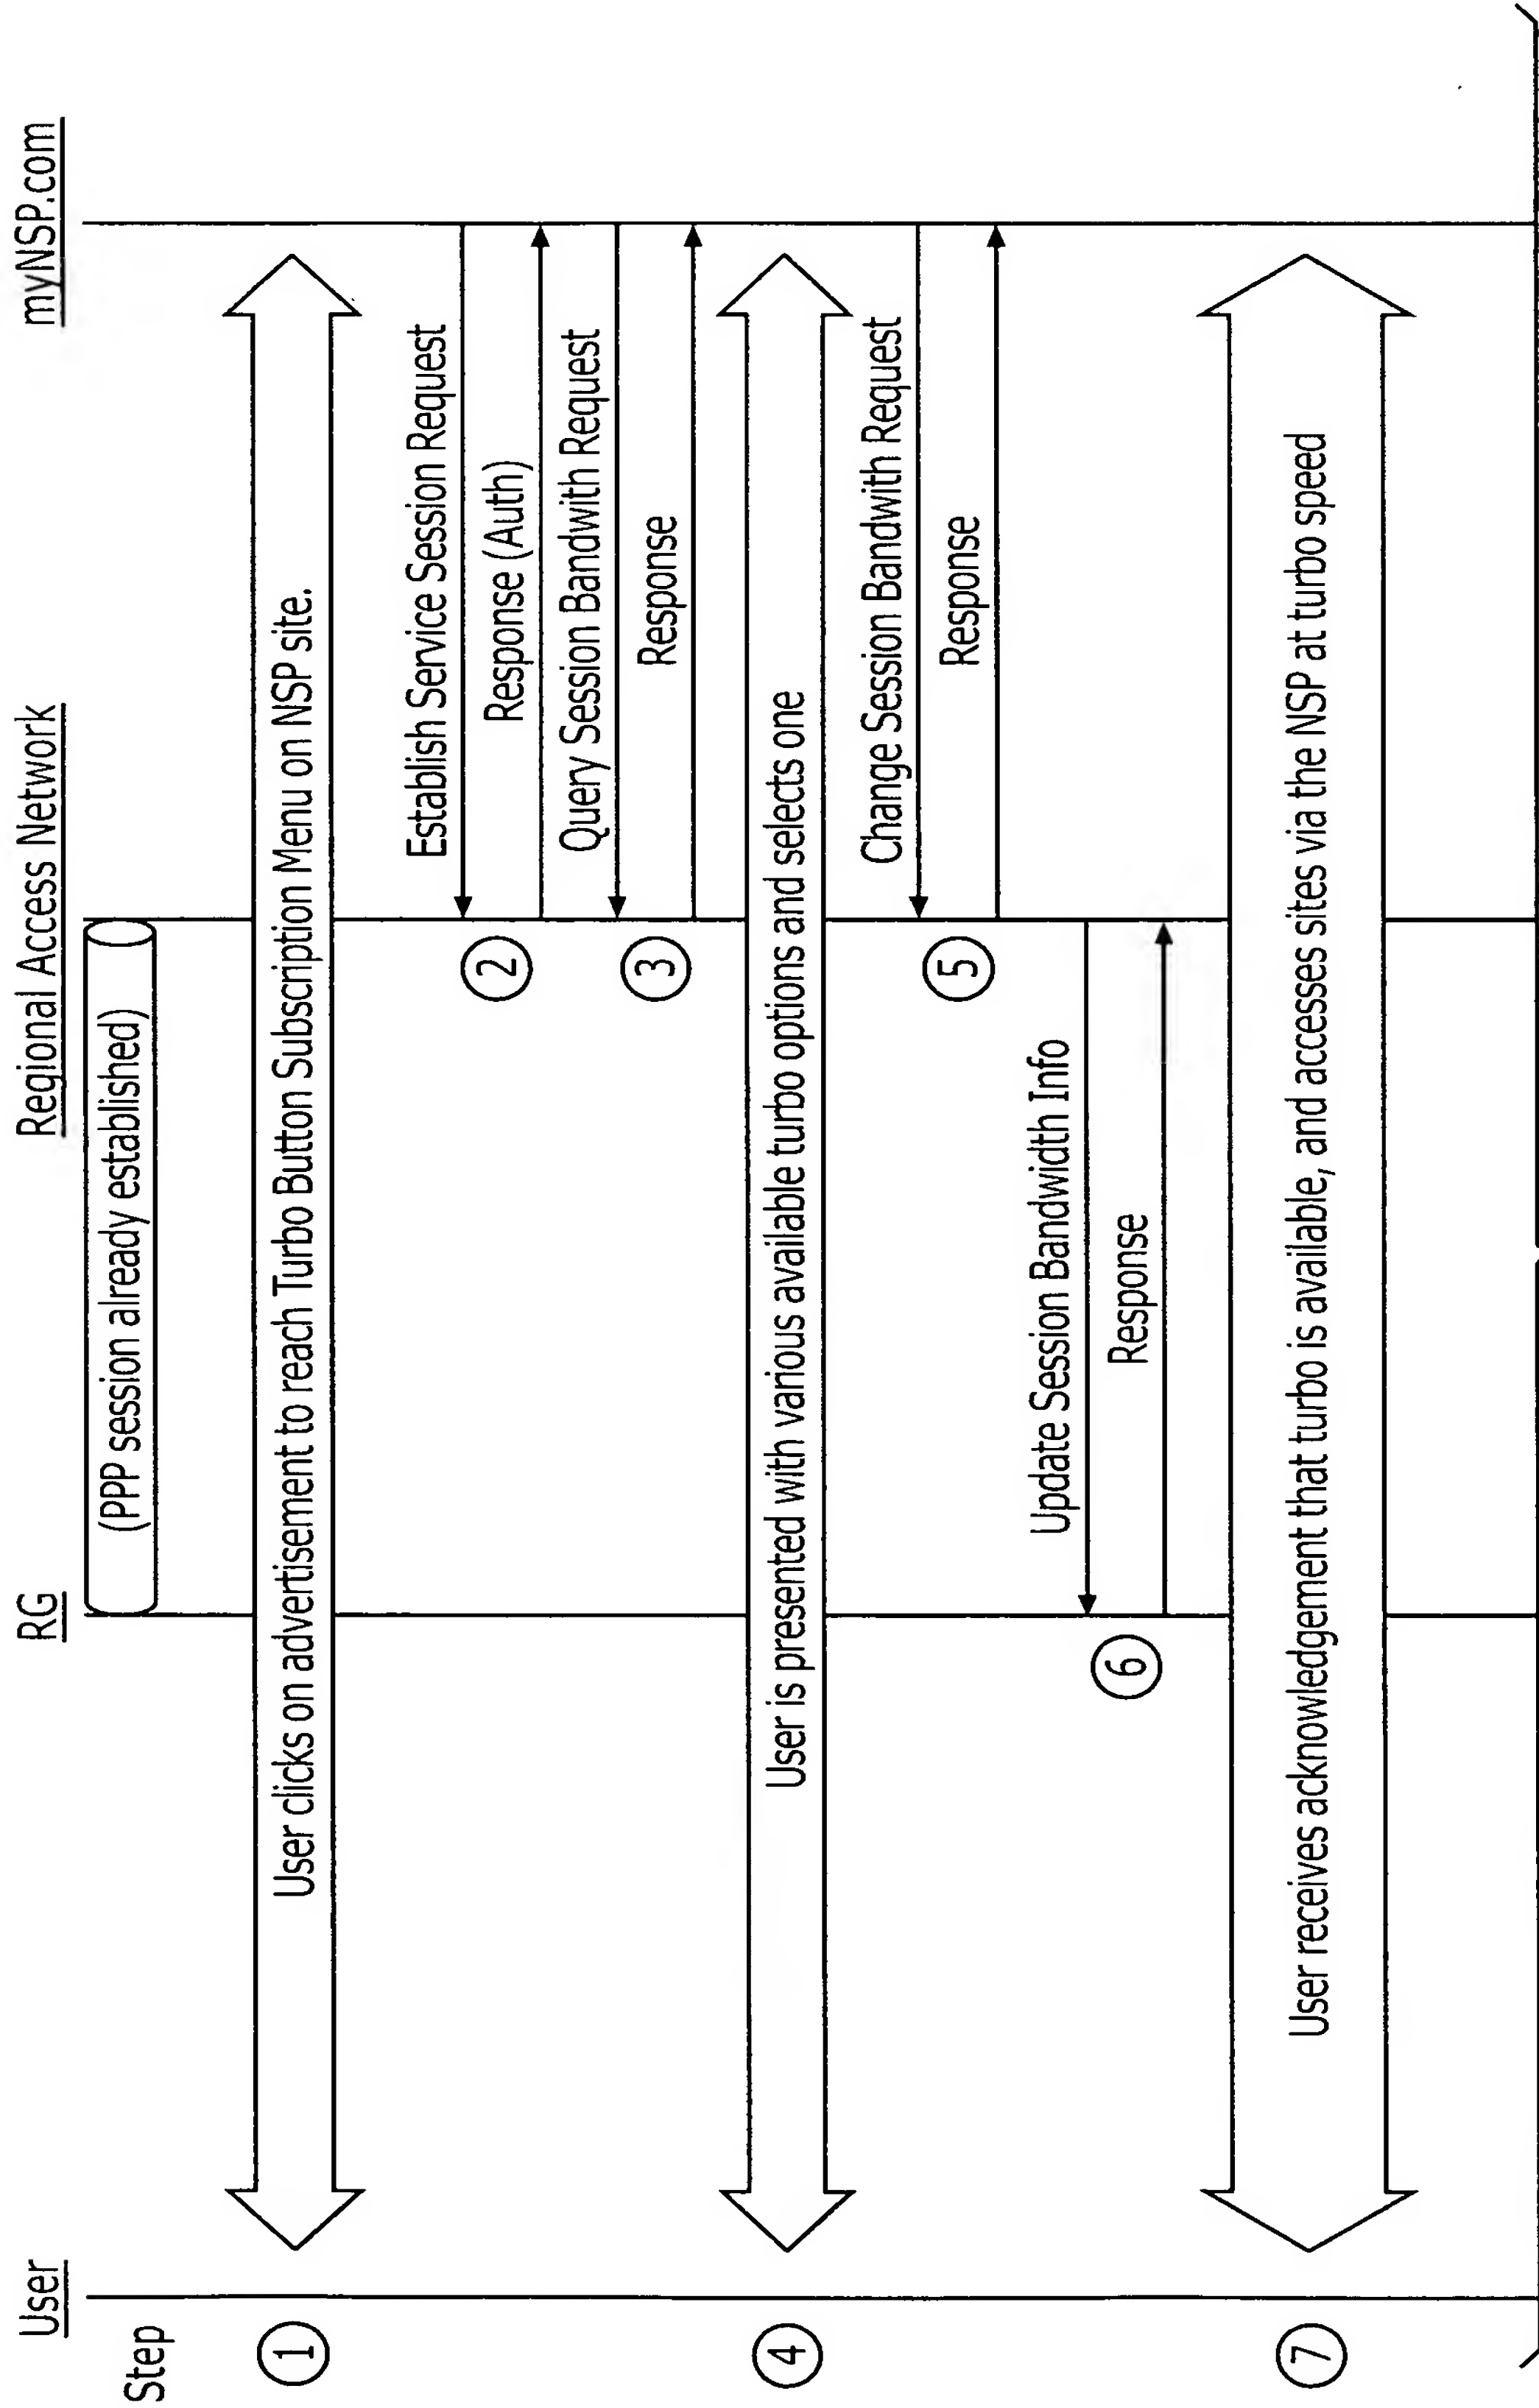 User
RG
Regional Access Network
myNSP.com
Step
(PPP session already established)
1
User clicks on advertisement to reach Turbo Button Subscription Menu on NSP site.
Establish Service Session Request
2
Response (Auth)
Query Session Bandwith Request
3
Response
4
User is presented with various available turbo options and selects one
Change Session Bandwith Request
5
Response
Update Session Bandwidth Info
6
Response
7
User receives acknowledgement that turbo is available, and accesses sites via the NSP at turbo speed